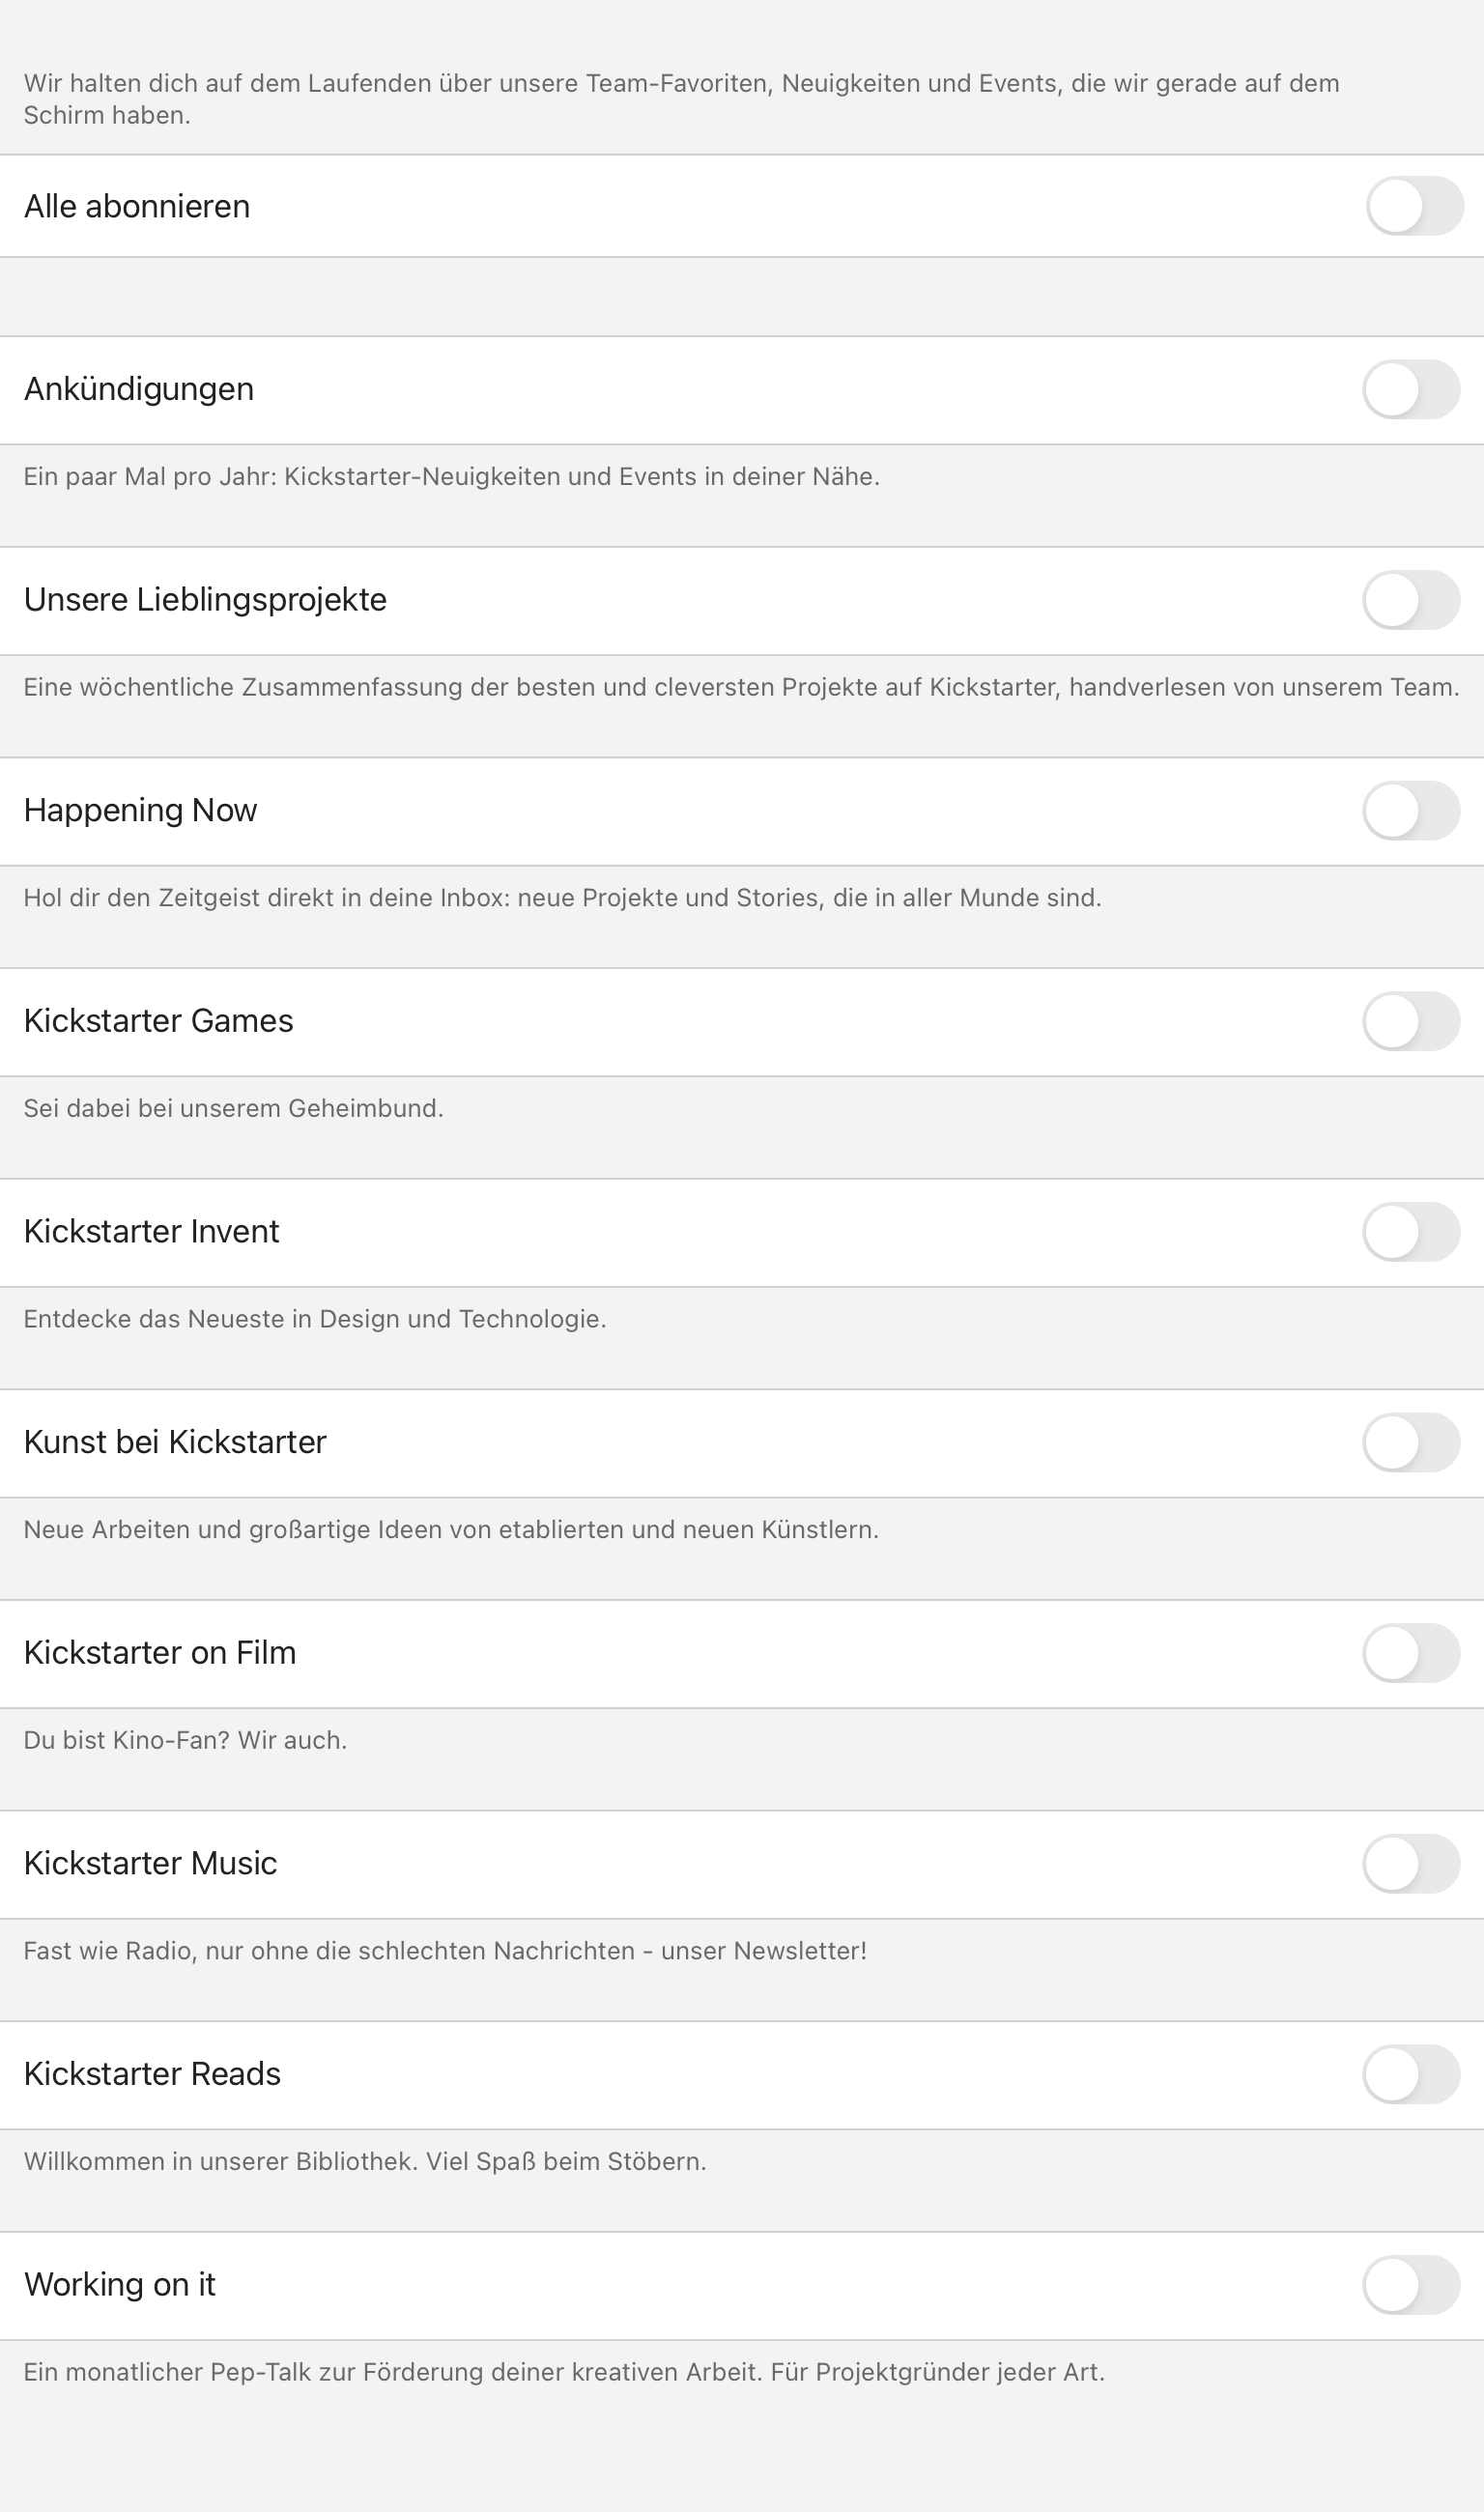 Wir halten dich auf dem Laufenden über unsere Team-Favoriten, Neuigkeiten und Events, die wir gerade auf dem
Schirm haben.
Alle abonnieren
Ankündigungen
Ein paar Mal pro Jahr: Kickstarter-Neuigkeiten und Events in deiner Nähe.
Unsere Lieblingsprojekte
Eine wöchentliche Zusammenfassung der besten und cleversten Projekte auf Kickstarter, handverlesen von unserem Team.
Happening Now
Hol dir den Zeitgeist direkt in deine Inbox: neue Projekte und Stories, die in aller Munde sind.
Kickstarter Games
Sei dabei bei unserem Geheimbund.
Kickstarter Invent
Entdecke das Neueste in Design und Technologie.
Kunst bei Kickstarter
Neue Arbeiten und großartige Ideen von etablierten und neuen Künstlern.
Kickstarter on Film
Du bist Kino-Fan? Wir auch.
Kickstarter Music
Fast wie Radio, nur ohne die schlechten Nachrichten - unser Newsletter!
Kickstarter Reads
Willkommen in unserer Bibliothek. Viel Spaß beim Stöbern.
Working on it
Ein monatlicher Pep-Talk zur Förderung deiner kreativen Arbeit. Für Projektgründer jeder Art.